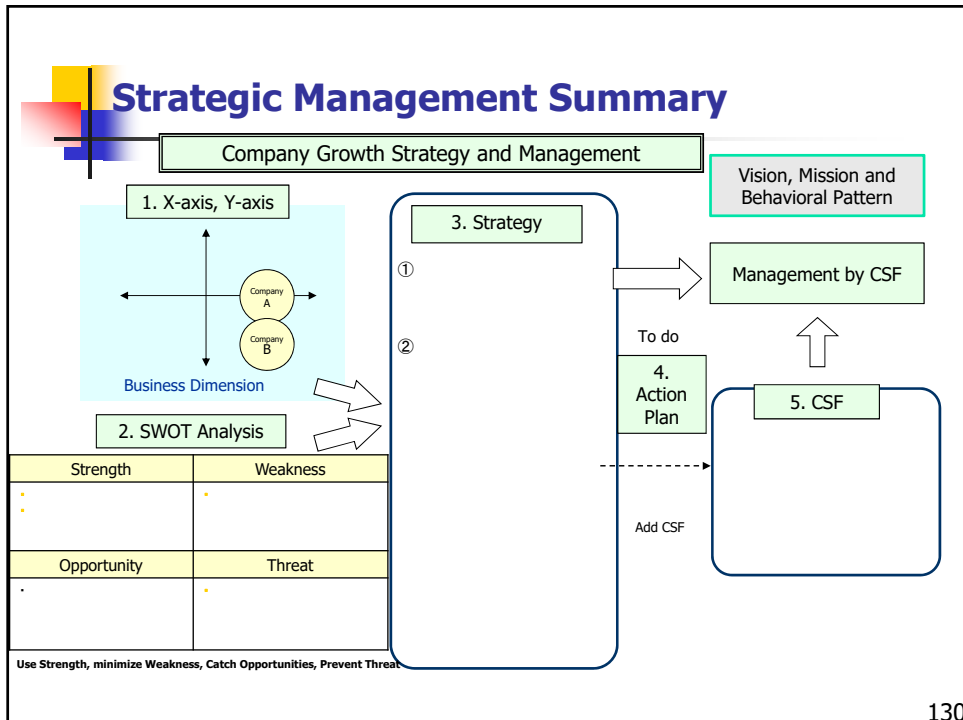 Strategic Management Summary
Company Growth Strategy and Management
Vision, Mission and
Behavioral Pattern
1. X-axis, Y-axis
Company
A
Company
B
Business Dimension
2. SWOT Analysis
Strength
Weakness
Opportunity
Threat
Use Strength, minimize Weakness, Catch Opportunities, Prevent Threat
3. Strategy
①
②
To do
4.
Action
Plan
Add CSF
Management by CSF
5. CSF
130